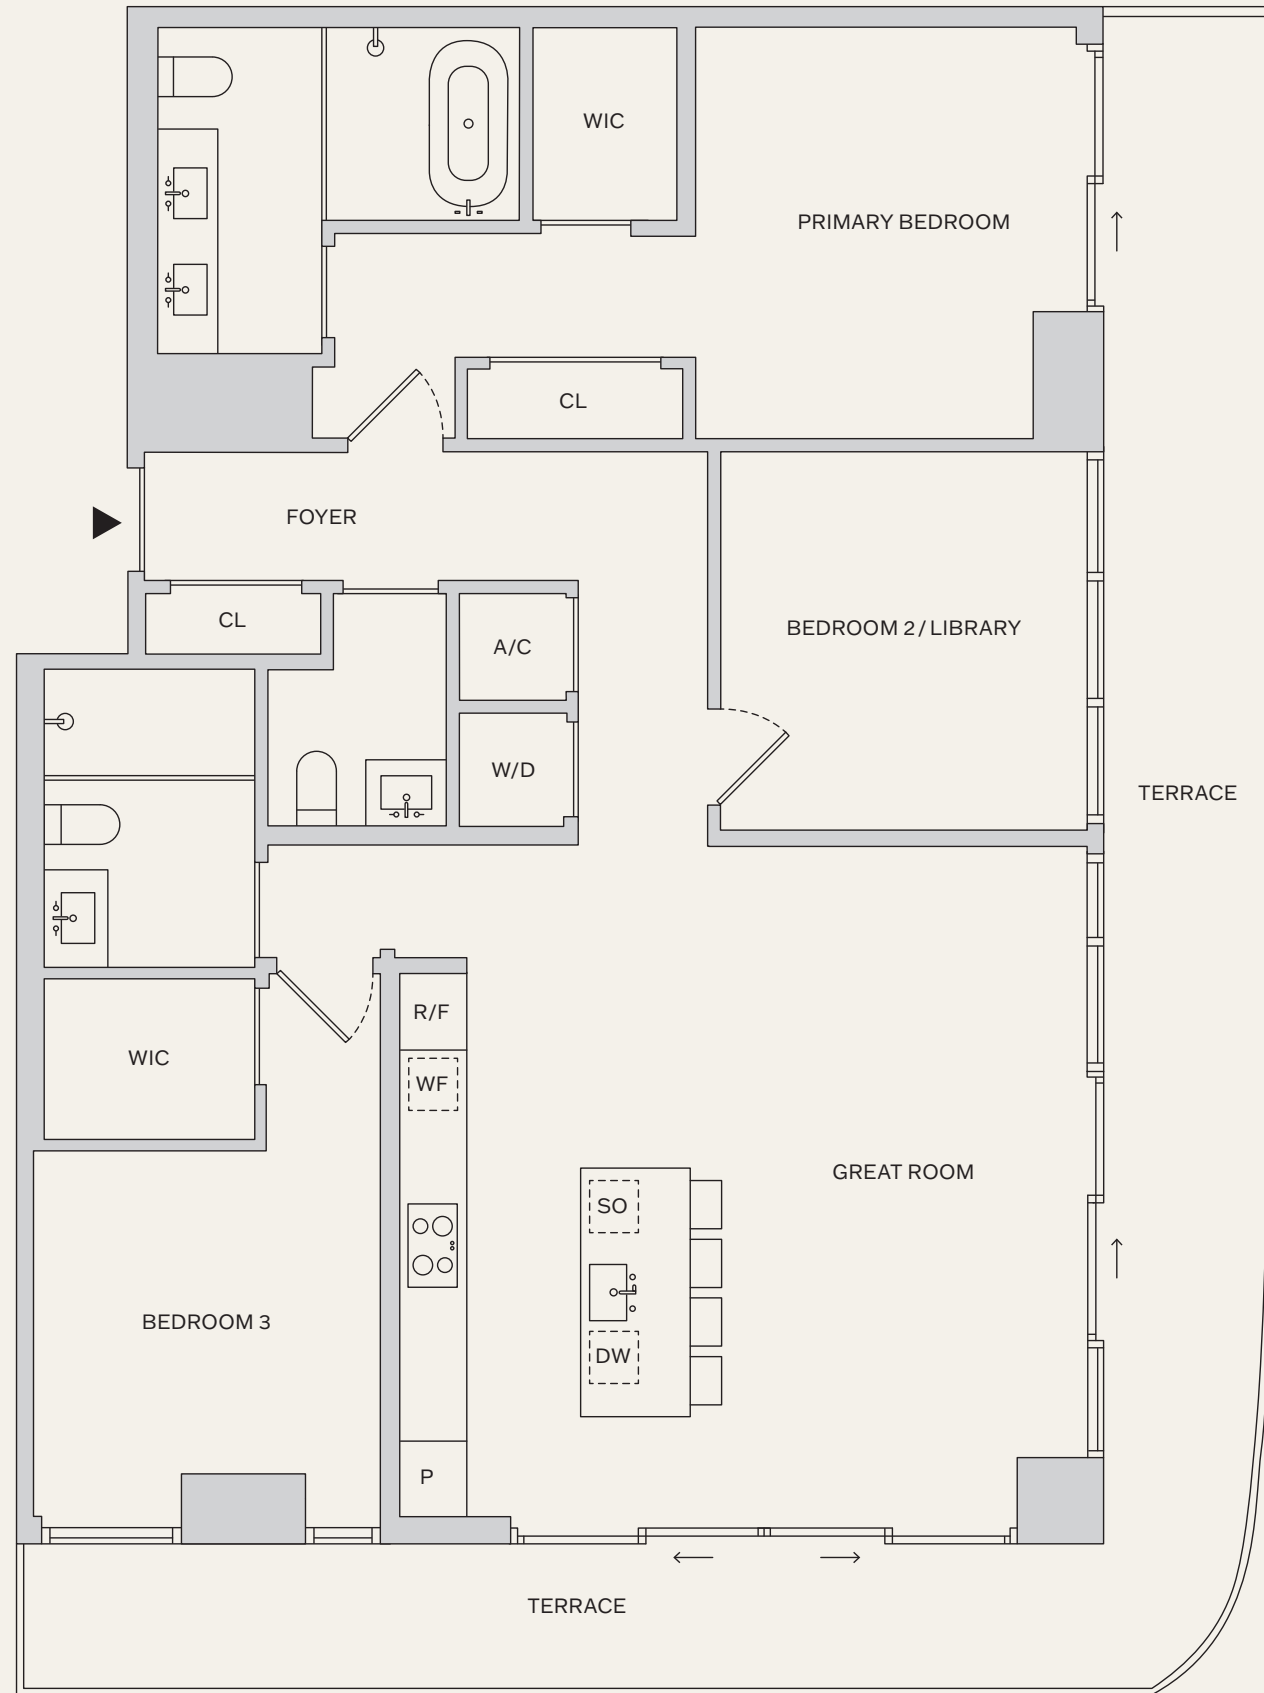 WIC
PRIMARY BEDROOM
CL
FOYER
CL
A/C
BEDROOM 2 / LIBRARY
W/D
TERRACE
R/F
WIC
WF
GREAT ROOM
SO
BEDROOM 3
DW
P
TERRACE